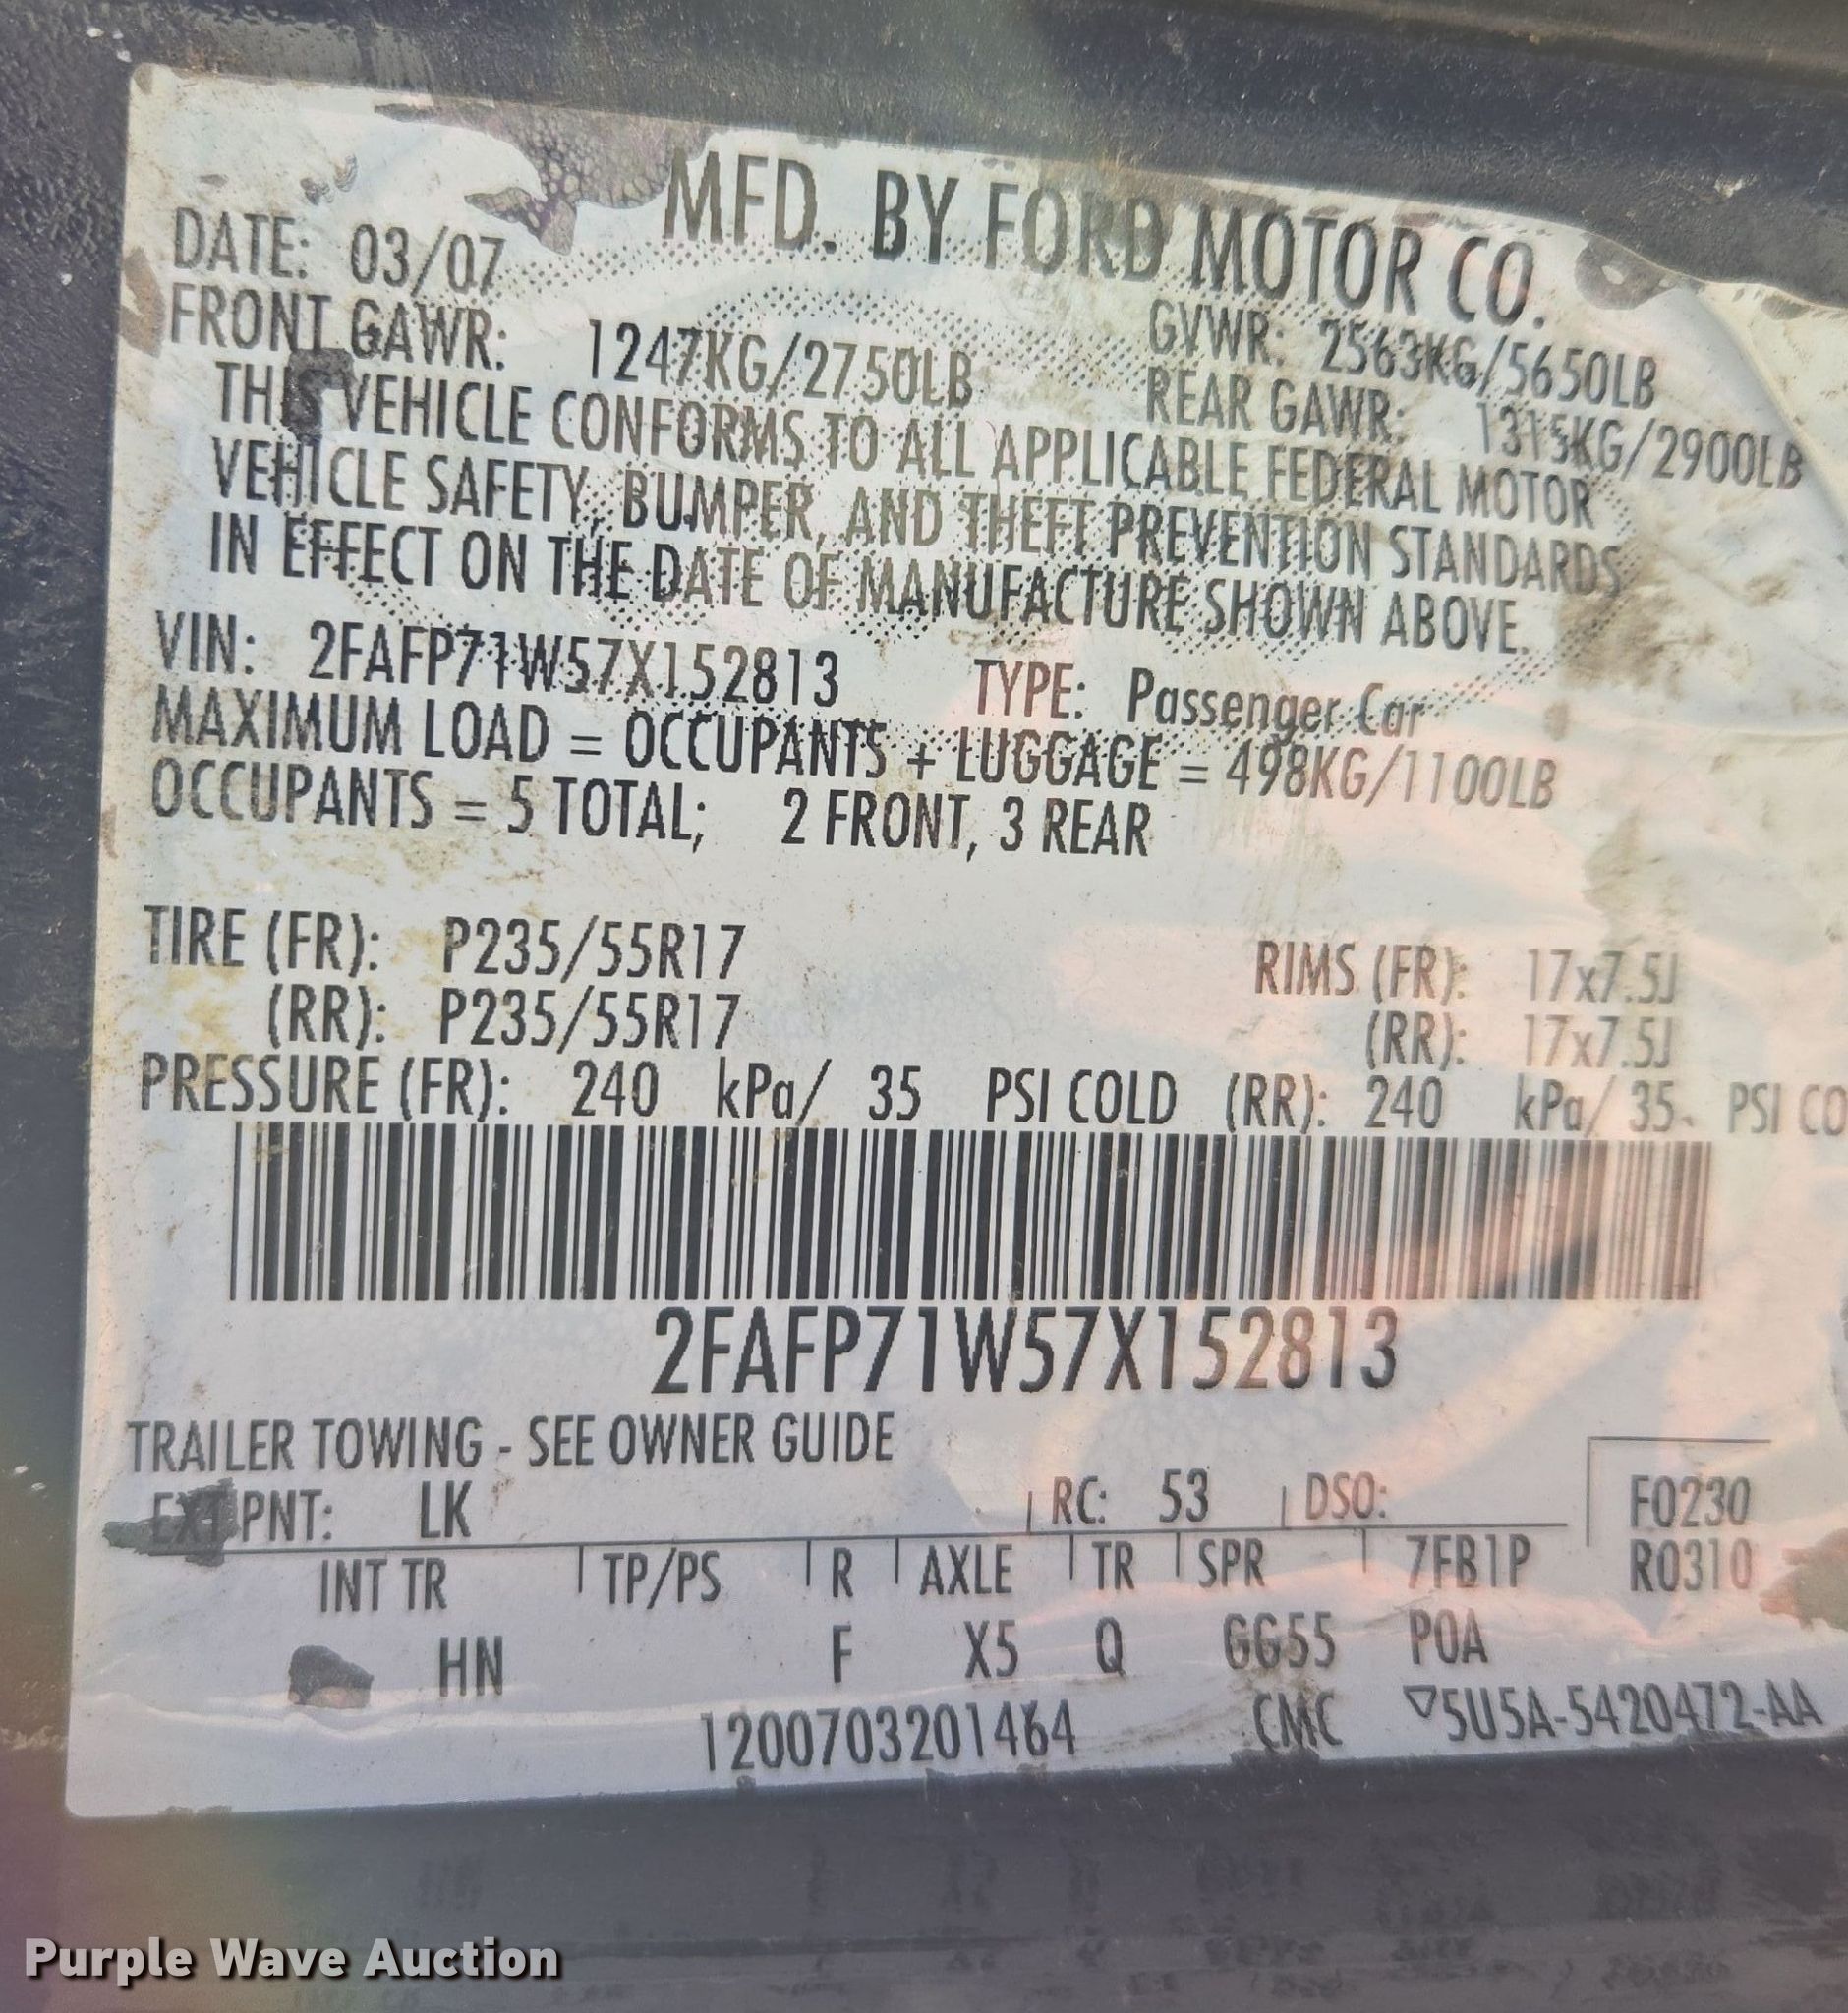 MFD. BY FORD MOTOR CO.
DATE: 03/07
GVWR: 2563KG/5650LB
FRONT GAWR: 1247KG/2750LB
REAR GAWR: 1315KG/2900LB
THIS VEHICLE CONFORMS TO ALL APPLICABLE FEDERAL MOTOR
VEHICLE SAFETY, BUMPER, AND THEFT PREVENTION STANDARDS
IN EFFECT ON THE DATE OF MANUFACTURE SHOWN ABOVE.
VIN: 2FAFP71W57X152813 TYPE: Passenger Car
MAXIMUM LOAD = OCCUPANTS + LUGGAGE = 498KG/1100LB
OCCUPANTS = 5 TOTAL; 2 FRONT, 3 REAR
TIRE (FR): P235/55R17 RIMS (FR): 17x7.5J
(RR): P235/55R17 (RR): 17x7.5J
PRESSURE (FR): 240 kPa/ 35 PSI COLD (RR): 240 kPa/ 35 PSI CO
2FAFP71W57X152813
TRAILER TOWING - SEE OWNER GUIDE
EXT PNT: LK RC: 53 DSO: F0230
INT TR TP/PS R AXLE TR SPR 7FB1P R0310
HN F X5 Q GG55 POA
1200703201464 CMC ▽5U5A-5420472-AA
Purple Wave Auction